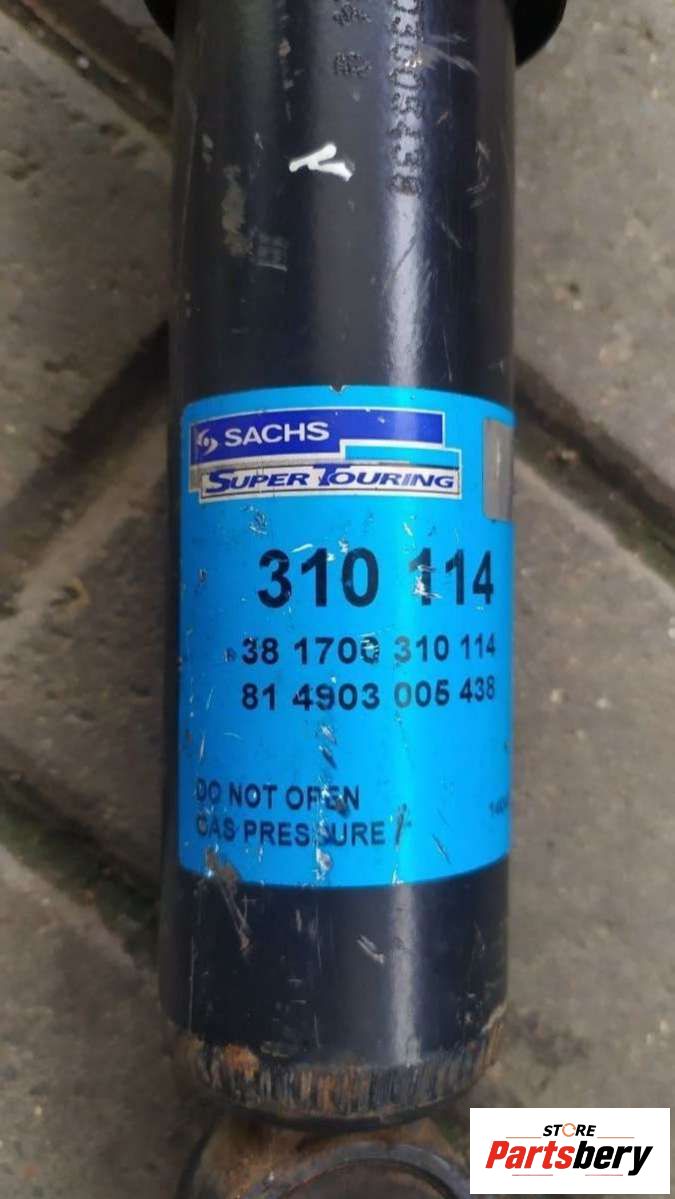 SACHS
SUPER TOURING
310 114
38 1700 310 114
81 4903 005 438
DO NOT OPEN
GAS PRESSURE
STORE
Partsbery